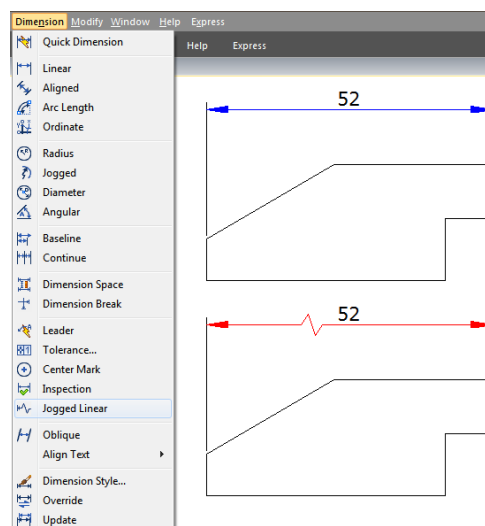 Dimension Modify Window Help Express
Quick Dimension
Help Express
Linear
Aligned
Arc Length
Ordinate
Radius
Jogged
Diameter
Angular
Baseline
Continue
Dimension Space
Dimension Break
Leader
Tolerance...
Center Mark
Inspection
Jogged Linear
Oblique
Align Text
Dimension Style...
Override
Update
52
52